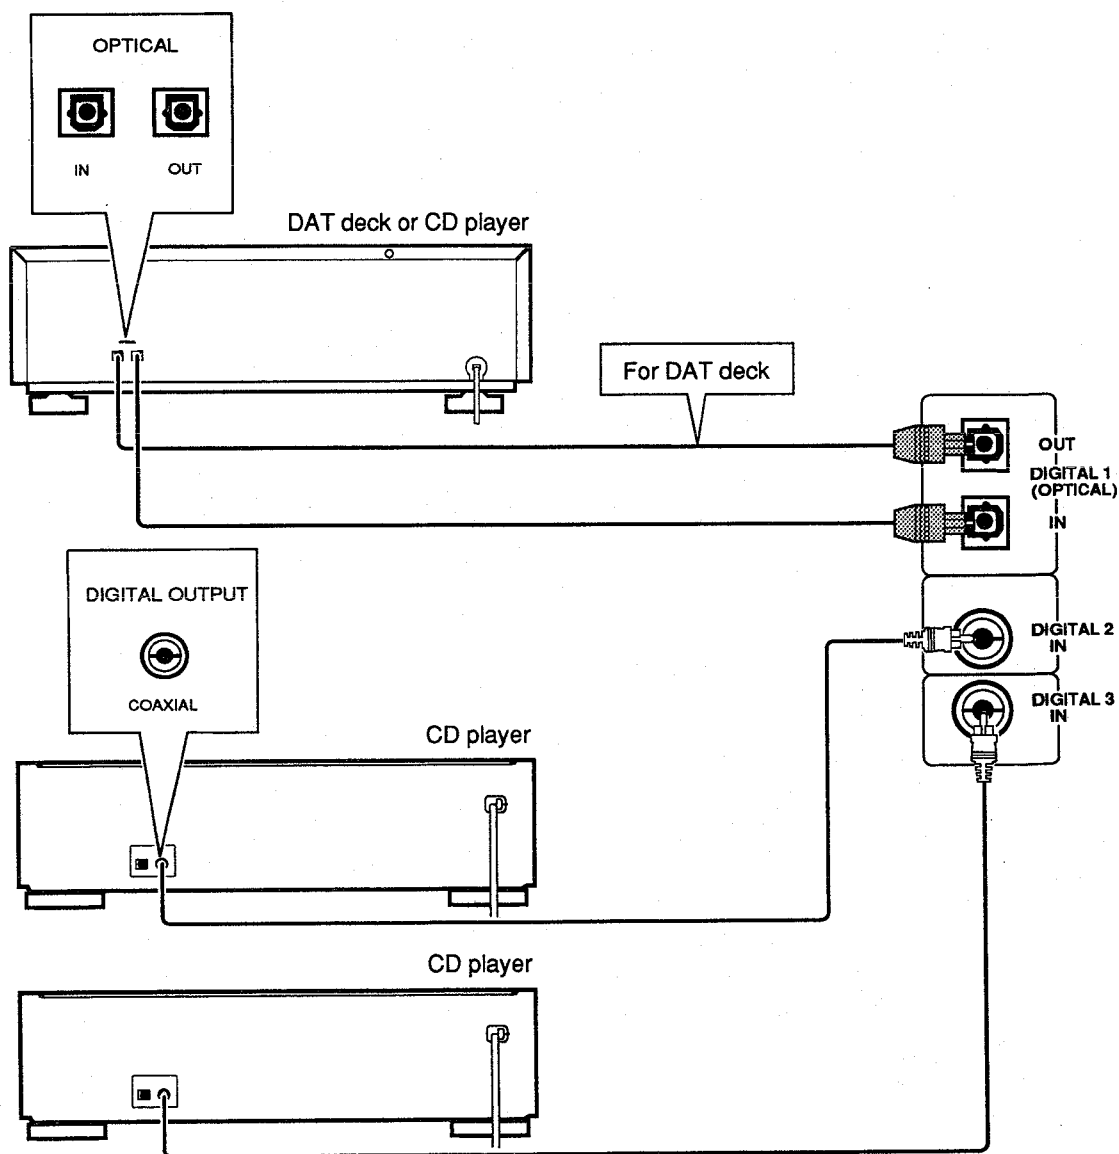 OPTICAL
IN OUT
DAT deck or CD player
For DAT deck
OUT
DIGITAL 1
(OPTICAL)
IN
DIGITAL OUTPUT
COAXIAL
DIGITAL 2
IN
DIGITAL 3
IN
CD player
CD player